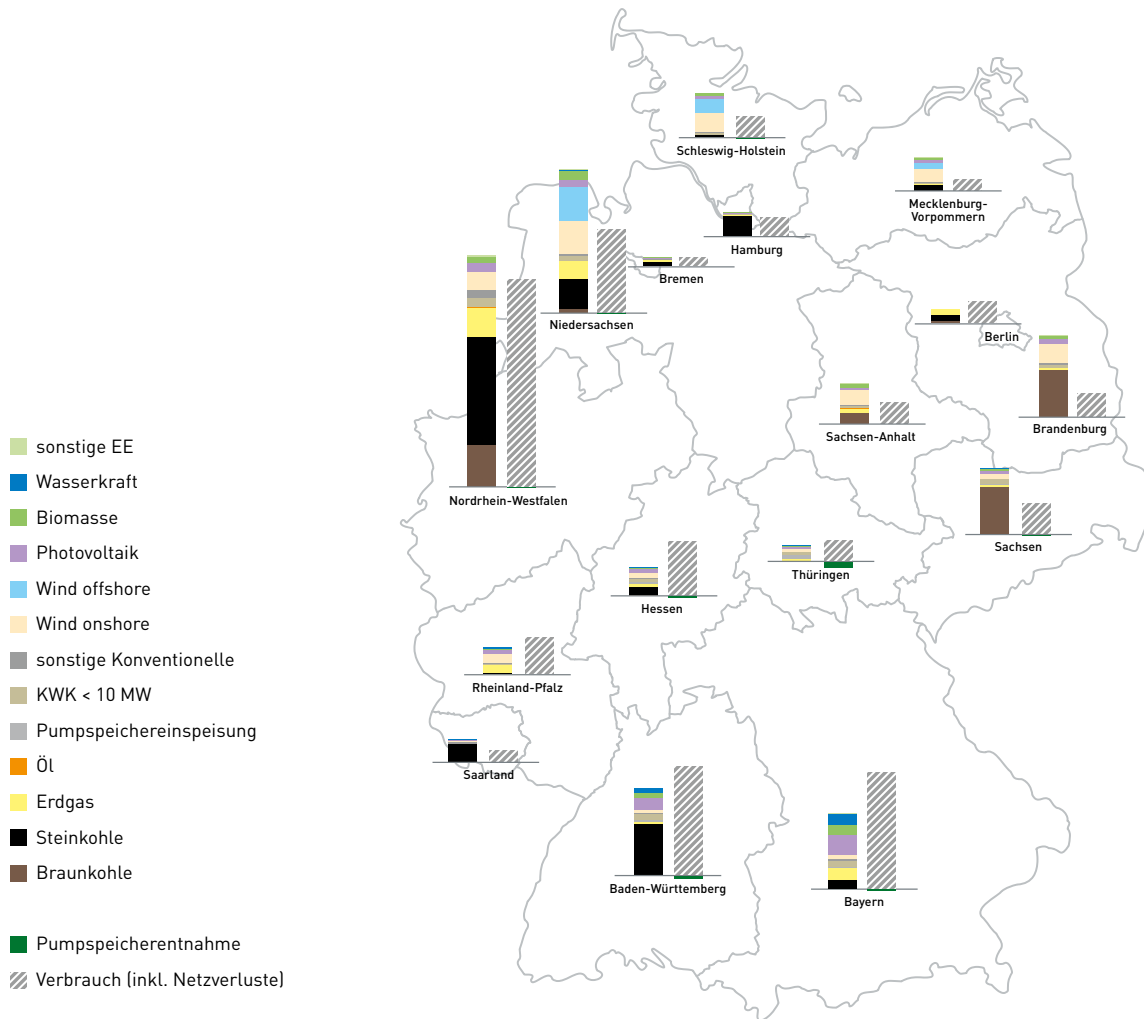 Schleswig-Holstein
Mecklenburg-
Vorpommern
Hamburg
Bremen
Niedersachsen
Berlin
Brandenburg
Sachsen-Anhalt
Nordrhein-Westfalen
Sachsen
Thüringen
Hessen
Rheinland-Pfalz
Saarland
Baden-Württemberg
Bayern
sonstige EE
Wasserkraft
Biomasse
Photovoltaik
Wind offshore
Wind onshore
sonstige Konventionelle
KWK < 10 MW
Pumpspeichereinspeisung
Öl
Erdgas
Steinkohle
Braunkohle
Pumpspeicherentnahme
Verbrauch (inkl. Netzverluste)